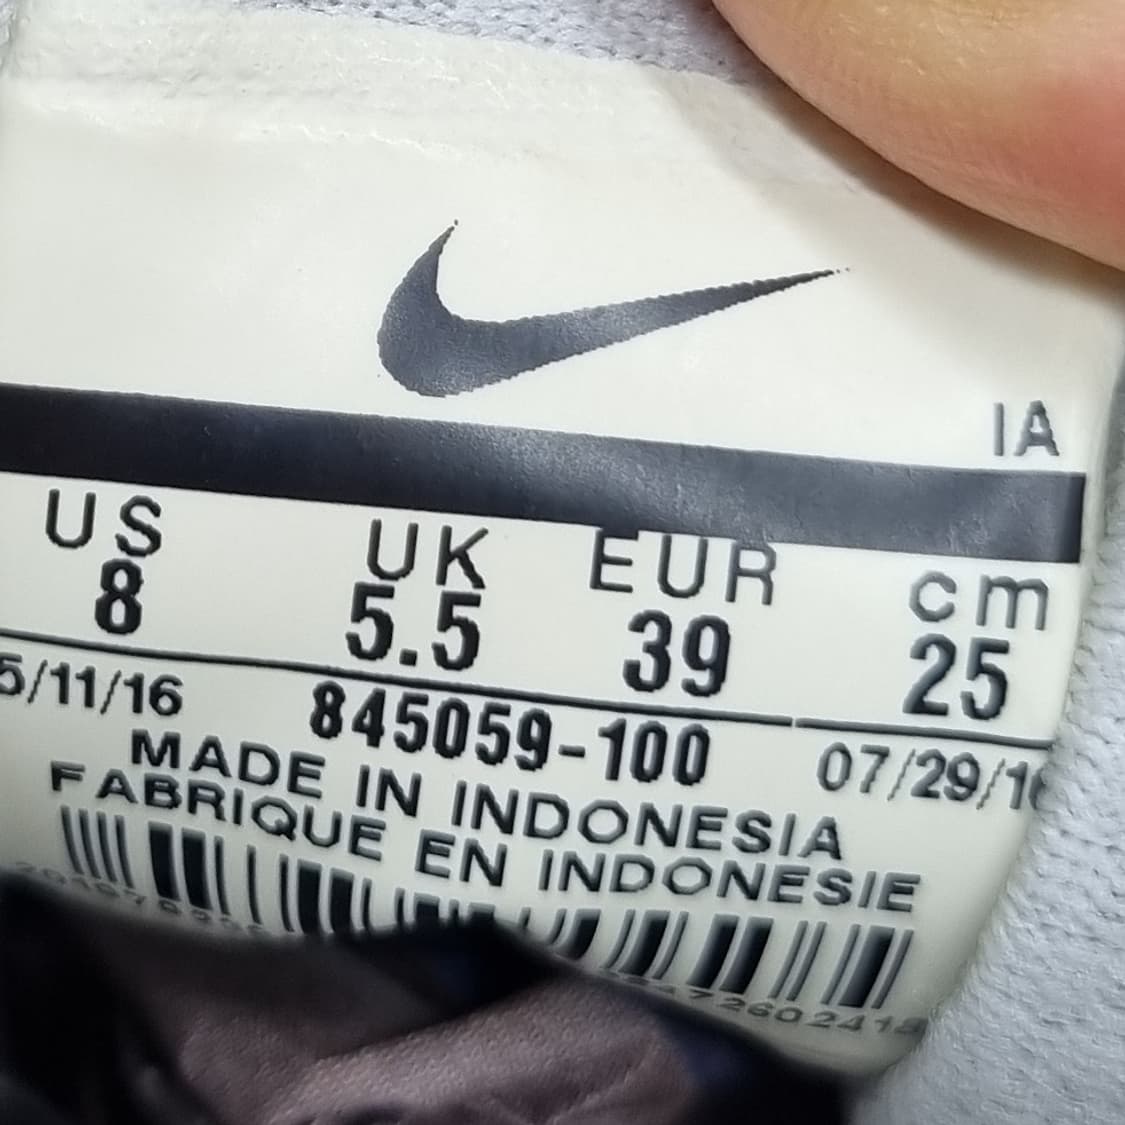 IA
US UK EUR cm
8 5.5 39 25
5/11/16 845059-100 07/29/1
MADE IN INDONESIA
FABRIQUE EN INDONESIE